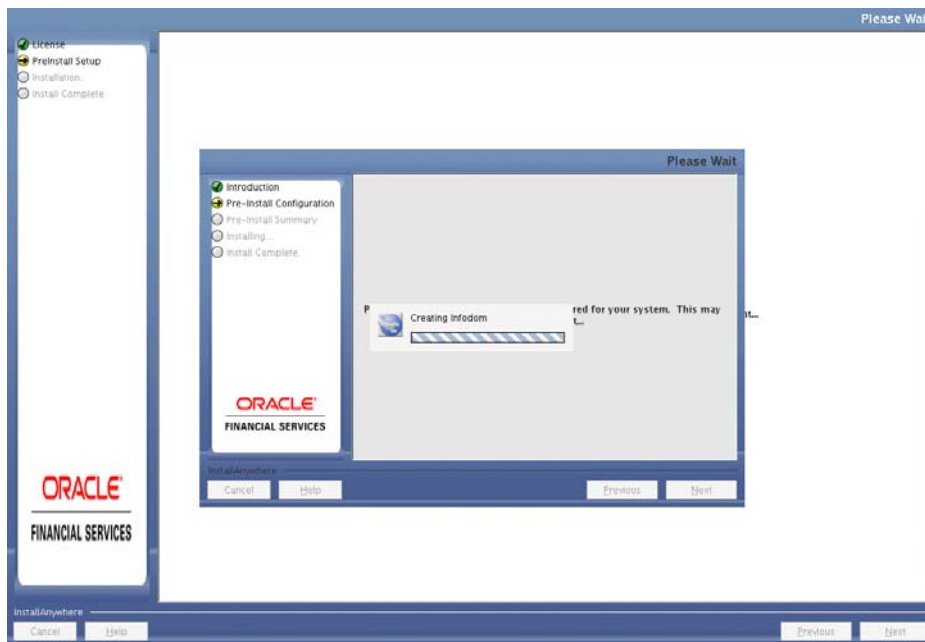 Please Wai
License
PreInstall Setup
Installation...
Install Complete
Please Wait
Introduction
Pre-Install Configuration
Pre-Install Summary
Installing...
Install Complete
P
red for your system. This may
t...
nt...
Creating Infodom
ORACLE
FINANCIAL SERVICES
InstallAnywhere
Cancel
Help
Previous
Next
ORACLE
FINANCIAL SERVICES
InstallAnywhere
Cancel
Help
Previous
Next